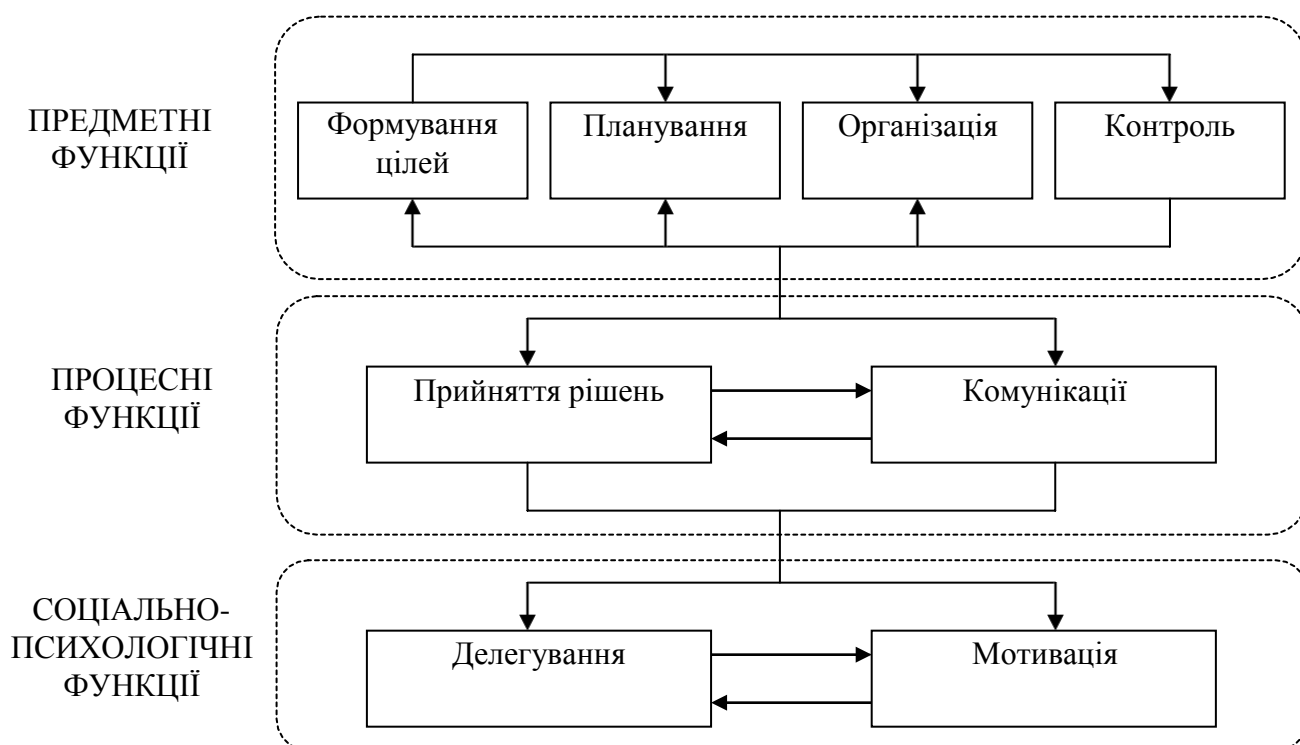 ПРЕДМЕТНІ
ФУНКЦІЇ
Формування
цілей
Планування
Організація
Контроль
ПРОЦЕСНІ
ФУНКЦІЇ
Прийняття рішень
Комунікації
СОЦІАЛЬНО-
ПСИХОЛОГІЧНІ
ФУНКЦІЇ
Делегування
Мотивація